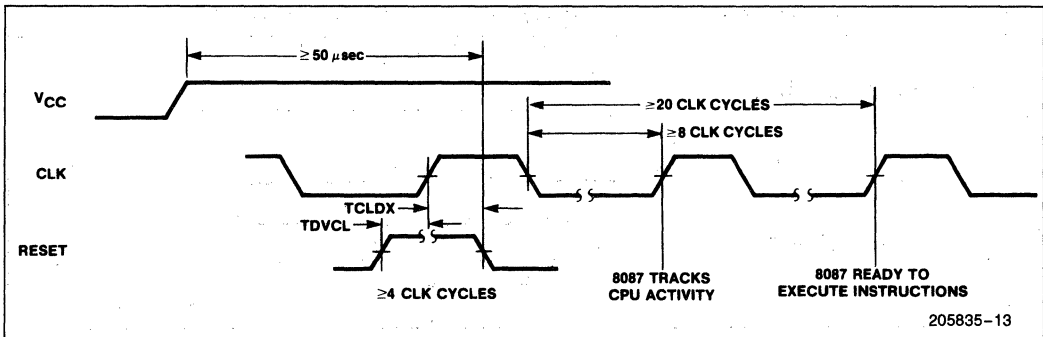 ≥50 μsec
VCC
≥20 CLK CYCLES
≥8 CLK CYCLES
CLK
TCLDX
TDVCL
RESET
≥4 CLK CYCLES
8087 TRACKS
CPU ACTIVITY
8087 READY TO
EXECUTE INSTRUCTIONS
205835–13